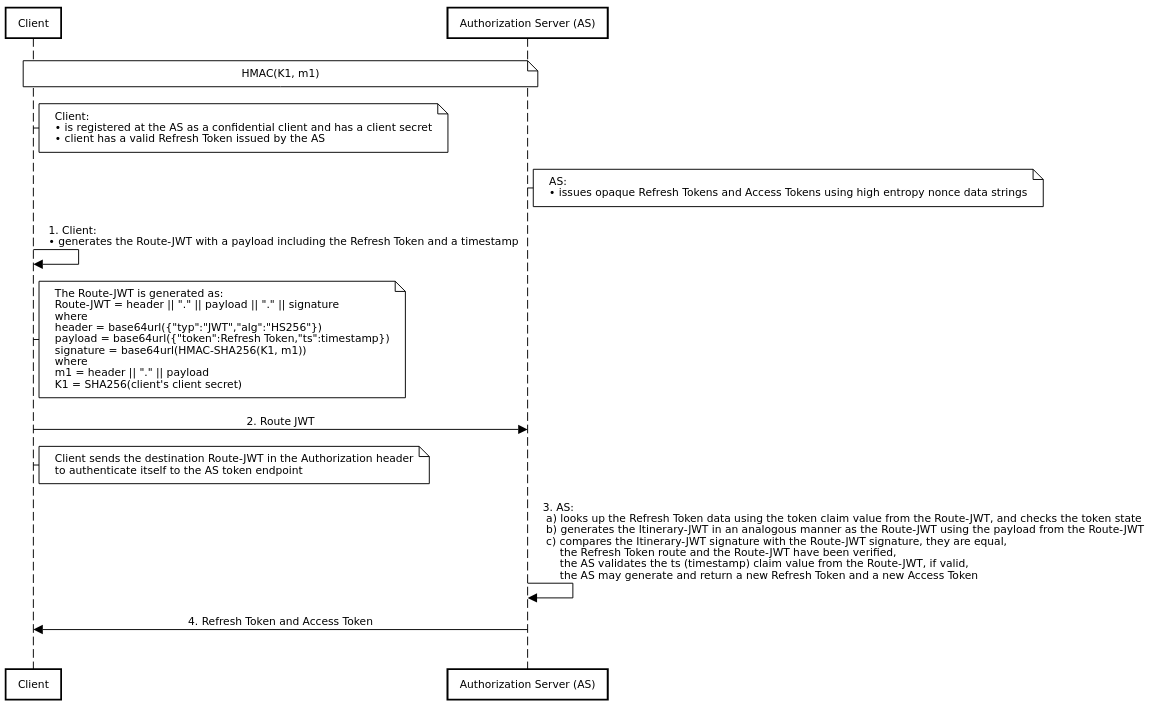 Client
Authorization Server (AS)
HMAC(K1, m1)
Client:
• is registered at the AS as a confidential client and has a client secret
• client has a valid Refresh Token issued by the AS
AS:
• issues opaque Refresh Tokens and Access Tokens using high entropy nonce data strings
1. Client:
• generates the Route-JWT with a payload including the Refresh Token and a timestamp
The Route-JWT is generated as:
Route-JWT = header || "." || payload || "." || signature
where
header = base64url({"typ":"JWT","alg":"HS256"})
payload = base64url({"token":Refresh Token,"ts":timestamp})
signature = base64url(HMAC-SHA256(K1, m1))
where
m1 = header || "." || payload
K1 = SHA256(client's client secret)
2. Route JWT
Client sends the destination Route-JWT in the Authorization header
to authenticate itself to the AS token endpoint
3. AS:
a) looks up the Refresh Token data using the token claim value from the Route-JWT, and checks the token state
b) generates the Itinerary-JWT in an analogous manner as the Route-JWT using the payload from the Route-JWT
c) compares the Itinerary-JWT signature with the Route-JWT signature, they are equal,
the Refresh Token route and the Route-JWT have been verified,
the AS validates the ts (timestamp) claim value from the Route-JWT, if valid,
the AS may generate and return a new Refresh Token and a new Access Token
4. Refresh Token and Access Token
Client
Authorization Server (AS)